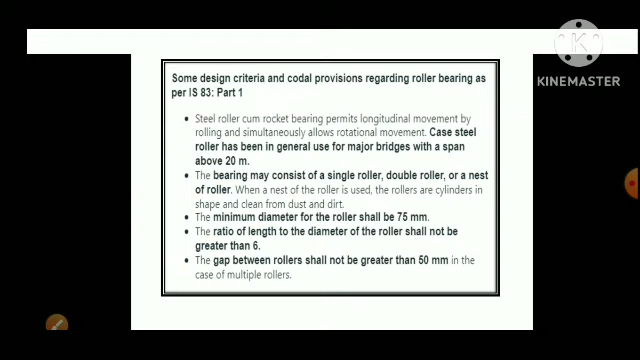 KINEMASTER
Some design criteria and codal provisions regarding roller bearing as
per IS 83: Part 1
• Steel roller cum rocket bearing permits longitudinal movement by
rolling and simultaneously allows rotational movement. Case steel
roller has been in general use for major bridges with a span
above 20 m.
• The bearing may consist of a single roller, double roller, or a nest
of roller. When a nest of the roller is used, the rollers are cylinders in
shape and clean from dust and dirt.
• The minimum diameter for the roller shall be 75 mm.
• The ratio of length to the diameter of the roller shall not be
greater than 6.
• The gap between rollers shall not be greater than 50 mm in the
case of multiple rollers.